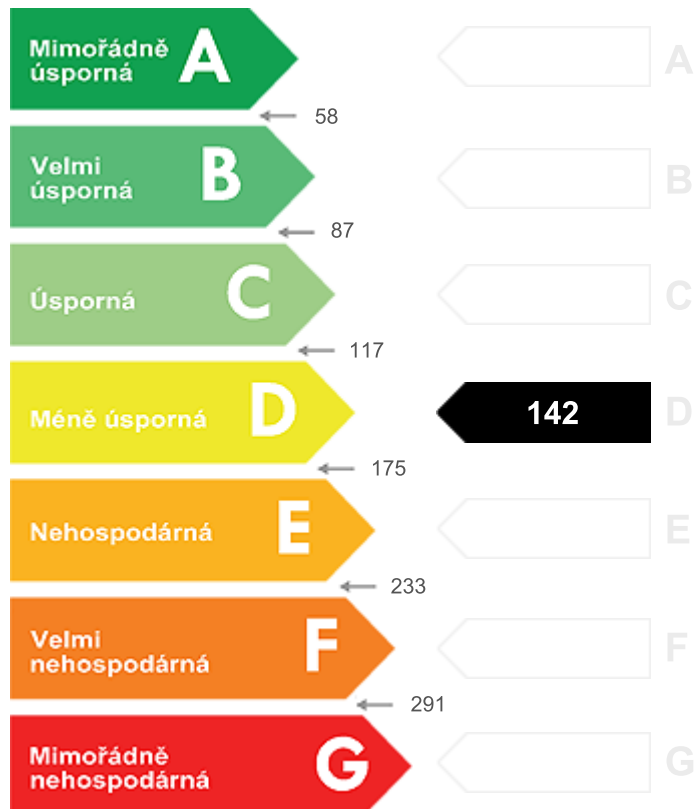 Mimořádně
úsporná
A
A
58
Velmi
úsporná
B
B
87
Úsporná
C
C
117
Méně úsporná
D
142
D
175
Nehospodárná
E
E
233
Velmi
nehospodárná
F
F
291
Mimořádně
nehospodárná
G
G